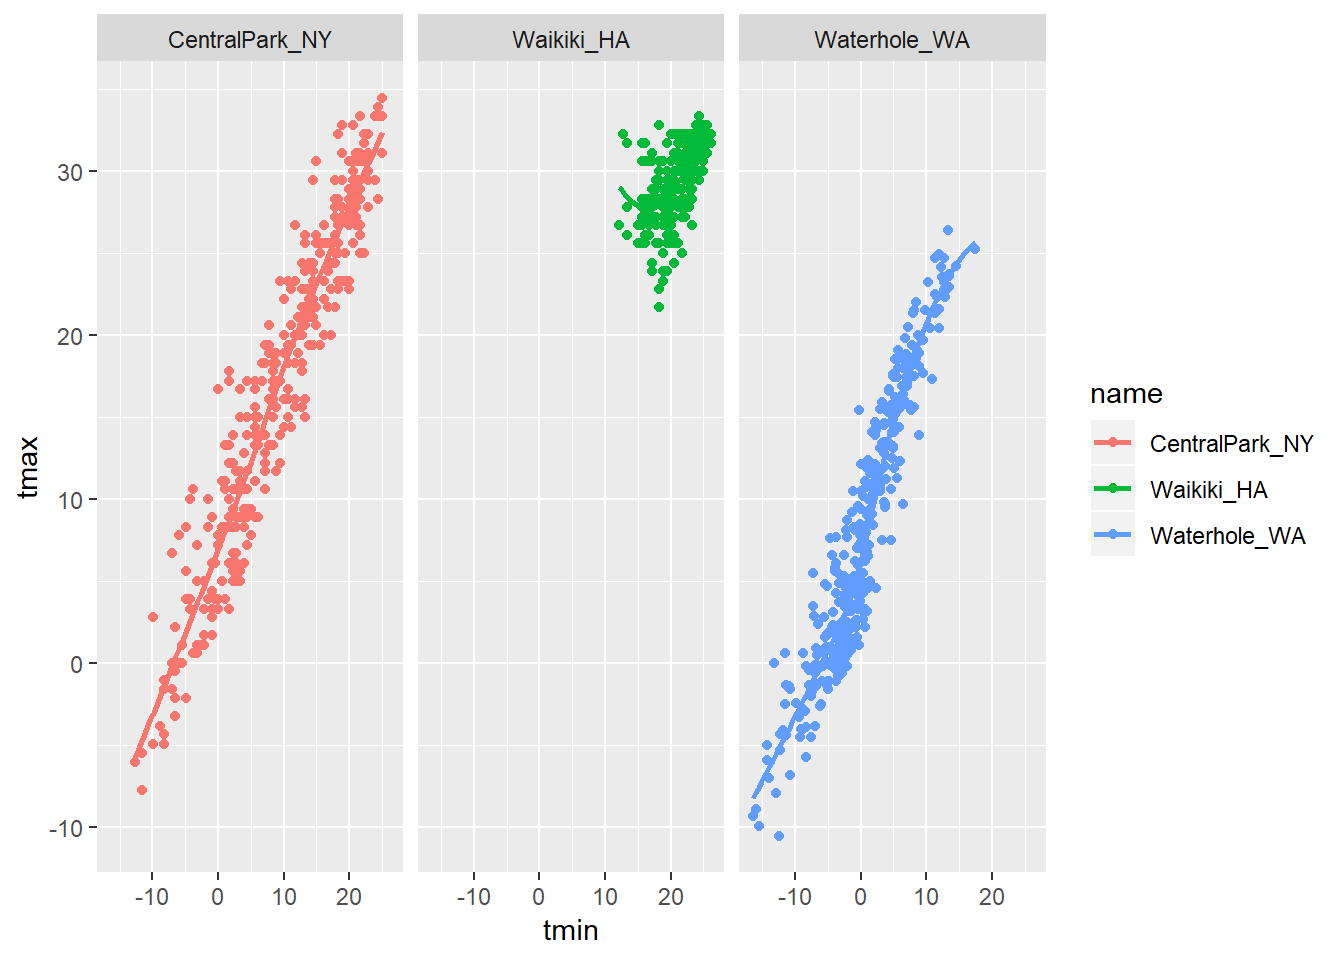 CentralPark_NY Waikiki_HA Waterhole_WA
30
20
10
0
-10
tmax
-10 0 10 20 -10 0 10 20 -10 0 10 20
tmin
name
CentralPark_NY
Waikiki_HA
Waterhole_WA